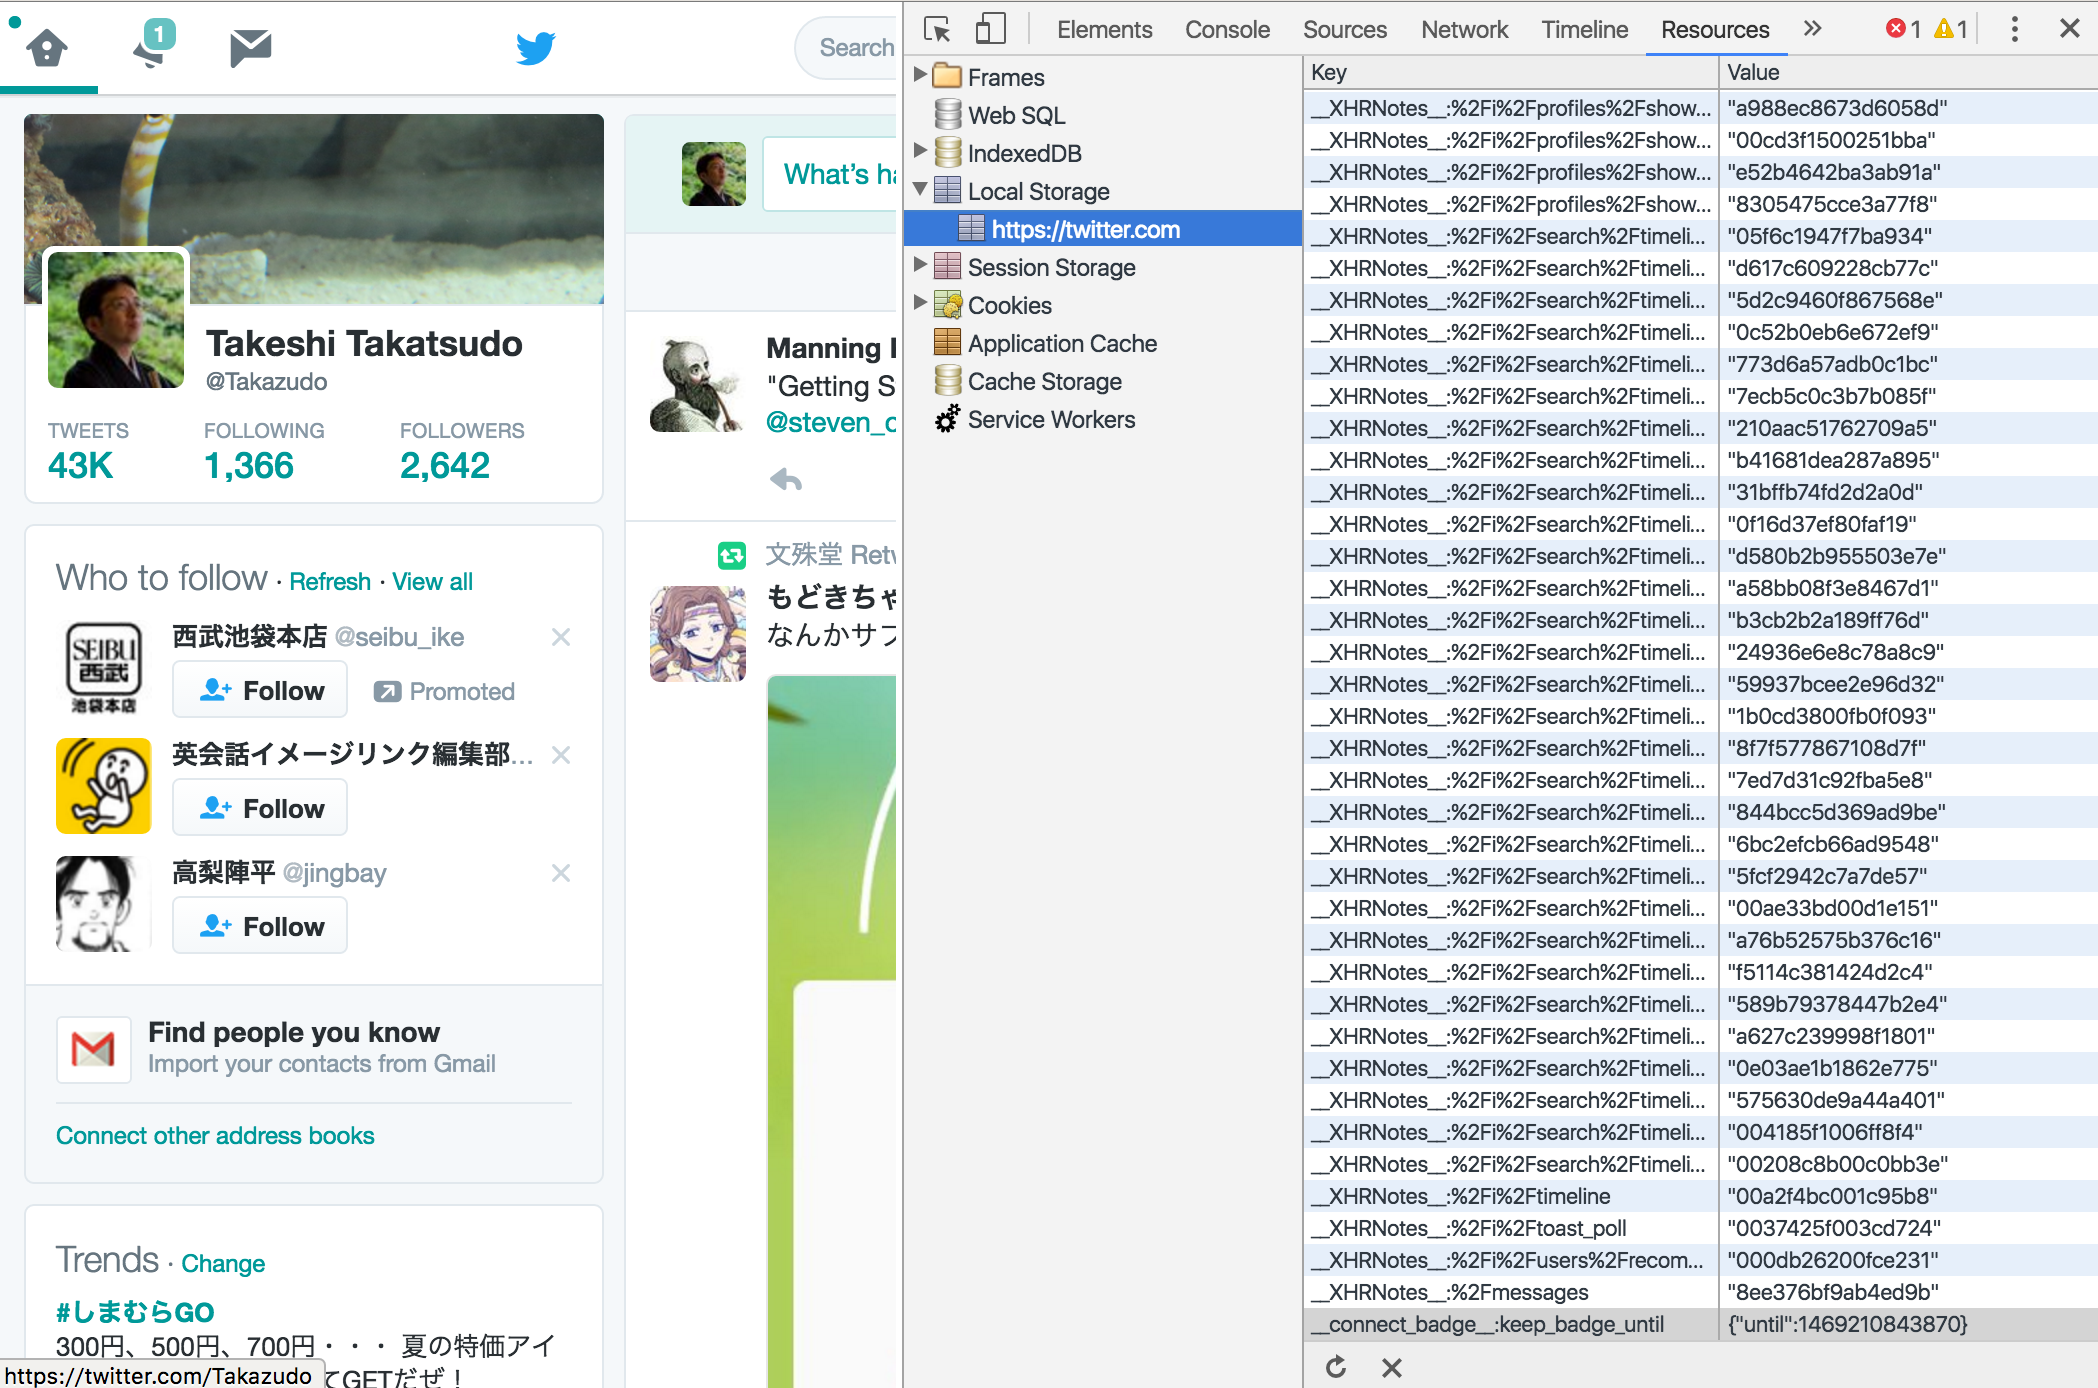 1
Search
Takeshi Takatsudo
@Takazudo
TWEETS FOLLOWING FOLLOWERS
43K 1,366 2,642
Who to follow · Refresh · View all
SEIBU
西武
池袋本店
西武池袋本店 @seibu_ike
Follow Promoted
英会話イメージリンク編集部...
Follow
高梨陣平 @jingbay
Follow
Find people you know
Import your contacts from Gmail
Connect other address books
Trends · Change
#しまむらGO
300円、500円、700円・・・ 夏の特価アイ
てGETだぜ！
https://twitter.com/Takazudo
What's ha
Manning
"Getting S
@steven_c
文殊堂 Retw
もどきちゃ
なんかサフ
Elements Console Sources Network Timeline Resources 1 1
Frames
Web SQL
IndexedDB
Local Storage
https://twitter.com
Session Storage
Cookies
Application Cache
Cache Storage
Service Workers
Key Value
__XHRNotes__:%2Fi%2Fprofiles%2Fshow... "a988ec8673d6058d"
__XHRNotes__:%2Fi%2Fprofiles%2Fshow... "00cd3f1500251bba"
__XHRNotes__:%2Fi%2Fprofiles%2Fshow... "e52b4642ba3ab91a"
__XHRNotes__:%2Fi%2Fprofiles%2Fshow... "8305475cce3a77f8"
__XHRNotes__:%2Fi%2Fsearch%2Ftimeli... "05f6c1947f7ba934"
__XHRNotes__:%2Fi%2Fsearch%2Ftimeli... "d617c609228cb77c"
__XHRNotes__:%2Fi%2Fsearch%2Ftimeli... "5d2c9460f867568e"
__XHRNotes__:%2Fi%2Fsearch%2Ftimeli... "0c52b0eb6e672ef9"
__XHRNotes__:%2Fi%2Fsearch%2Ftimeli... "773d6a57adb0c1bc"
__XHRNotes__:%2Fi%2Fsearch%2Ftimeli... "7ecb5c0c3b7b085f"
__XHRNotes__:%2Fi%2Fsearch%2Ftimeli... "210aac51762709a5"
__XHRNotes__:%2Fi%2Fsearch%2Ftimeli... "b41681dea287a895"
__XHRNotes__:%2Fi%2Fsearch%2Ftimeli... "31bffb74fd2d2a0d"
__XHRNotes__:%2Fi%2Fsearch%2Ftimeli... "0f16d37ef80faf19"
__XHRNotes__:%2Fi%2Fsearch%2Ftimeli... "d580b2b955503e7e"
__XHRNotes__:%2Fi%2Fsearch%2Ftimeli... "a58bb08f3e8467d1"
__XHRNotes__:%2Fi%2Fsearch%2Ftimeli... "b3cb2b2a189ff76d"
__XHRNotes__:%2Fi%2Fsearch%2Ftimeli... "24936e6e8c78a8c9"
__XHRNotes__:%2Fi%2Fsearch%2Ftimeli... "59937bcee2e96d32"
__XHRNotes__:%2Fi%2Fsearch%2Ftimeli... "1b0cd3800fb0f093"
__XHRNotes__:%2Fi%2Fsearch%2Ftimeli... "8f7f577867108d7f"
__XHRNotes__:%2Fi%2Fsearch%2Ftimeli... "7ed7d31c92fba5e8"
__XHRNotes__:%2Fi%2Fsearch%2Ftimeli... "844bcc5d369ad9be"
__XHRNotes__:%2Fi%2Fsearch%2Ftimeli... "6bc2efcb66ad9548"
__XHRNotes__:%2Fi%2Fsearch%2Ftimeli... "5fcf2942c7a7de57"
__XHRNotes__:%2Fi%2Fsearch%2Ftimeli... "00ae33bd00d1e151"
__XHRNotes__:%2Fi%2Fsearch%2Ftimeli... "a76b52575b376c16"
__XHRNotes__:%2Fi%2Fsearch%2Ftimeli... "f5114c381424d2c4"
__XHRNotes__:%2Fi%2Fsearch%2Ftimeli... "589b79378447b2e4"
__XHRNotes__:%2Fi%2Fsearch%2Ftimeli... "a627c239998f1801"
__XHRNotes__:%2Fi%2Fsearch%2Ftimeli... "0e03ae1b1862e775"
__XHRNotes__:%2Fi%2Fsearch%2Ftimeli... "575630de9a44a401"
__XHRNotes__:%2Fi%2Fsearch%2Ftimeli... "004185f1006ff8f4"
__XHRNotes__:%2Fi%2Fsearch%2Ftimeli... "00208c8b00c0bb3e"
__XHRNotes__:%2Fi%2Ftimeline "00a2f4bc001c95b8"
__XHRNotes__:%2Fi%2Ftoast_poll "0037425f003cd724"
__XHRNotes__:%2Fi%2Fusers%2Frecom... "000db26200fce231"
__XHRNotes__:%2Fmessages "8ee376bf9ab4ed9b"
__connect_badge__:keep_badge_until {"until":1469210843870}